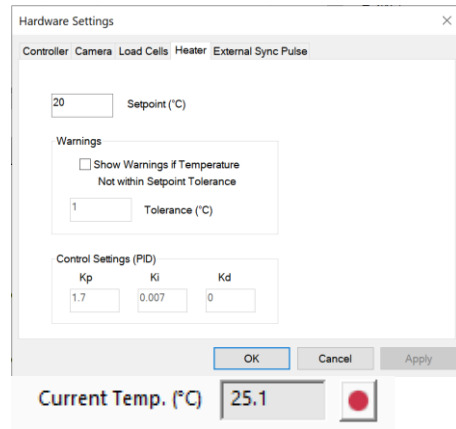 Hardware Settings
Controller Camera Load Cells Heater External Sync Pulse
20 Setpoint (°C)
Warnings
Show Warnings if Temperature
Not within Setpoint Tolerance
1 Tolerance (°C)
Control Settings (PID)
Kp Ki Kd
1.7 0.007 0
OK Cancel Apply
Current Temp. (°C) 25.1